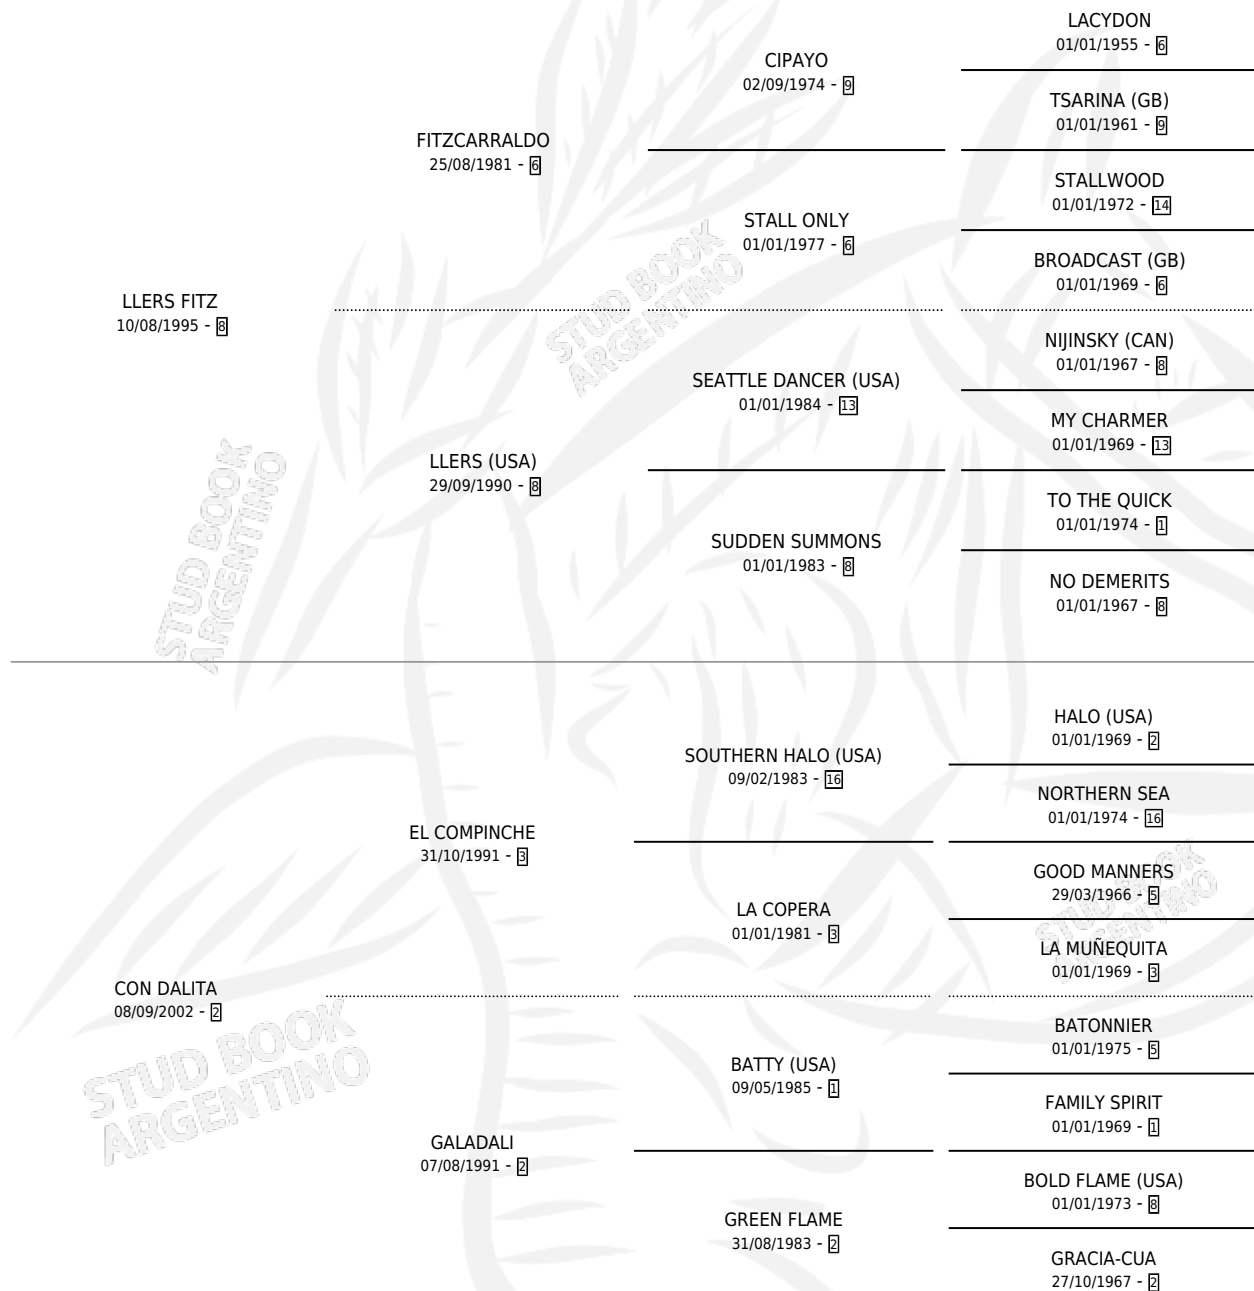 LACYDON
01/01/1955 - 6
CIPAYO
02/09/1974 - 9
TSARINA (GB)
01/01/1961 - 9
FITZCARRALDO
25/08/1981 - 6
STALLWOOD
01/01/1972 - 14
STALL ONLY
01/01/1977 - 6
BROADCAST (GB)
01/01/1969 - 6
LLERS FITZ
10/08/1995 - 8
NIJINSKY (CAN)
01/01/1967 - 8
SEATTLE DANCER (USA)
01/01/1984 - 13
MY CHARMER
01/01/1969 - 13
LLERS (USA)
29/09/1990 - 8
TO THE QUICK
01/01/1974 - 1
SUDDEN SUMMONS
01/01/1983 - 8
NO DEMERITS
01/01/1967 - 8
HALO (USA)
01/01/1969 - 2
SOUTHERN HALO (USA)
09/02/1983 - 16
NORTHERN SEA
01/01/1974 - 16
EL COMPINCHE
31/10/1991 - 3
GOOD MANNERS
29/03/1966 - 5
LA COPERA
01/01/1981 - 3
LA MUÑEQUITA
01/01/1969 - 3
CON DALITA
08/09/2002 - 2
BATONNIER
01/01/1975 - 5
BATTY (USA)
09/05/1985 - 1
FAMILY SPIRIT
01/01/1969 - 1
GALADALI
07/08/1991 - 2
BOLD FLAME (USA)
01/01/1973 - 8
GREEN FLAME
31/08/1983 - 2
GRACIA-CUA
27/10/1967 - 2
STUD BOOK
ARGENTINO
STUD BOOK
ARGENTINO
STUD BOOK
ARGENTINO
STUD BOOK
ARGENTINO